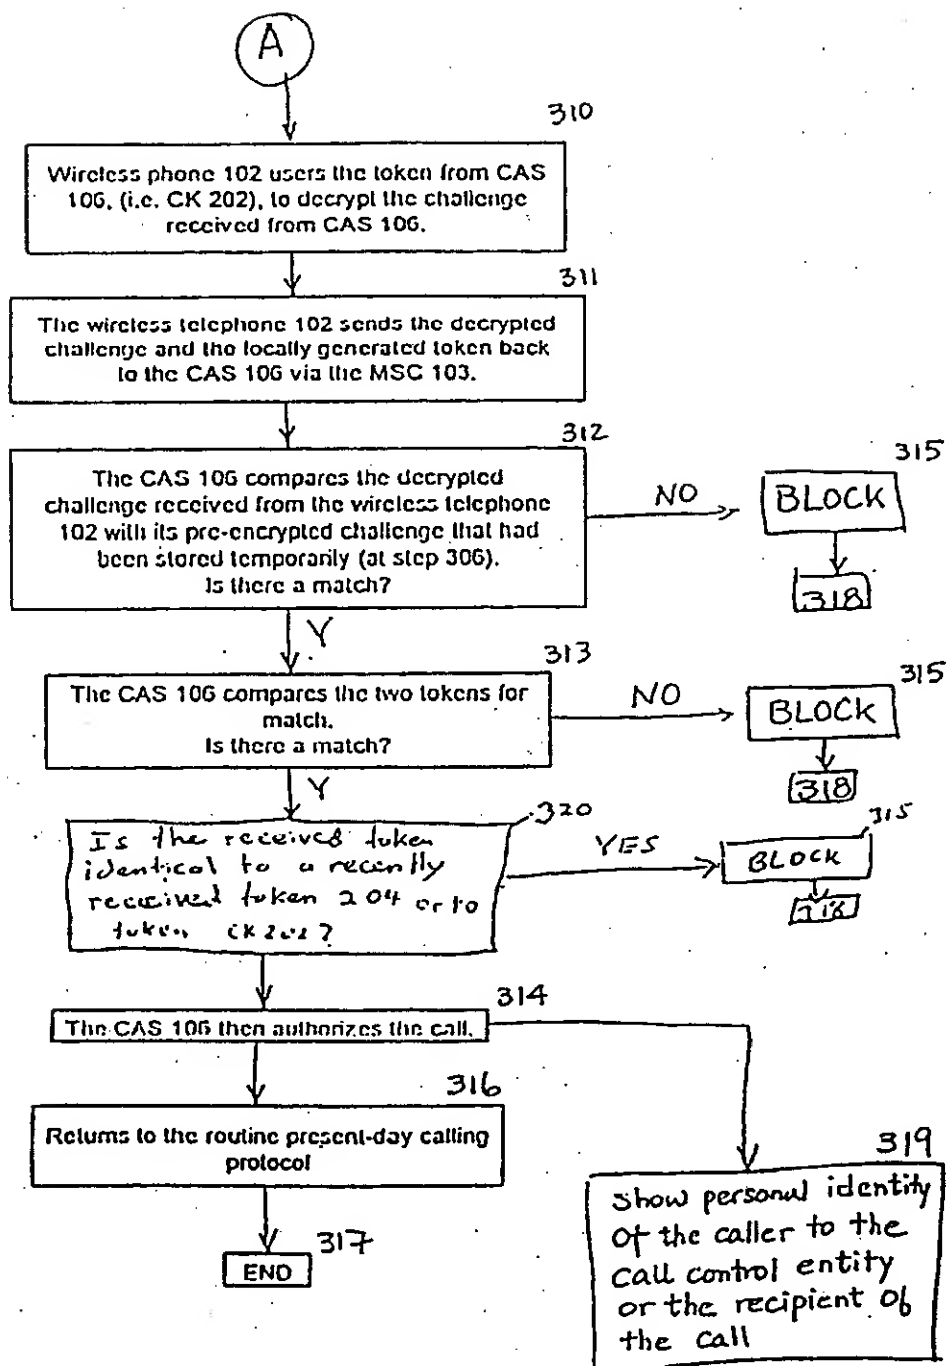 A
310
Wireless phone 102 users the token from CAS
106, (i.e. CK 202), to decrypt the challenge
received from CAS 106.
311
The wireless telephone 102 sends the decrypted
challenge and the locally generated token back
to the CAS 106 via the MSC 103.
312
The CAS 106 compares the decrypted
challenge received from the wireless telephone
102 with its pre-encrypted challenge that had
been stored temporarily (at step 306).
Is there a match?
NO
315
BLOCK
318
Y
313
The CAS 106 compares the two tokens for
match.
Is there a match?
NO
315
BLOCK
318
Y
320
Is the received token
identical to a recently
received token 204 or to
token CK 202?
YES
315
BLOCK
318
314
The CAS 106 then authorizes the call.
316
Returns to the routine present-day calling
protocol
317
END
319
Show personal identity
Of the caller to the
Call control entity
or the recipient of
the call